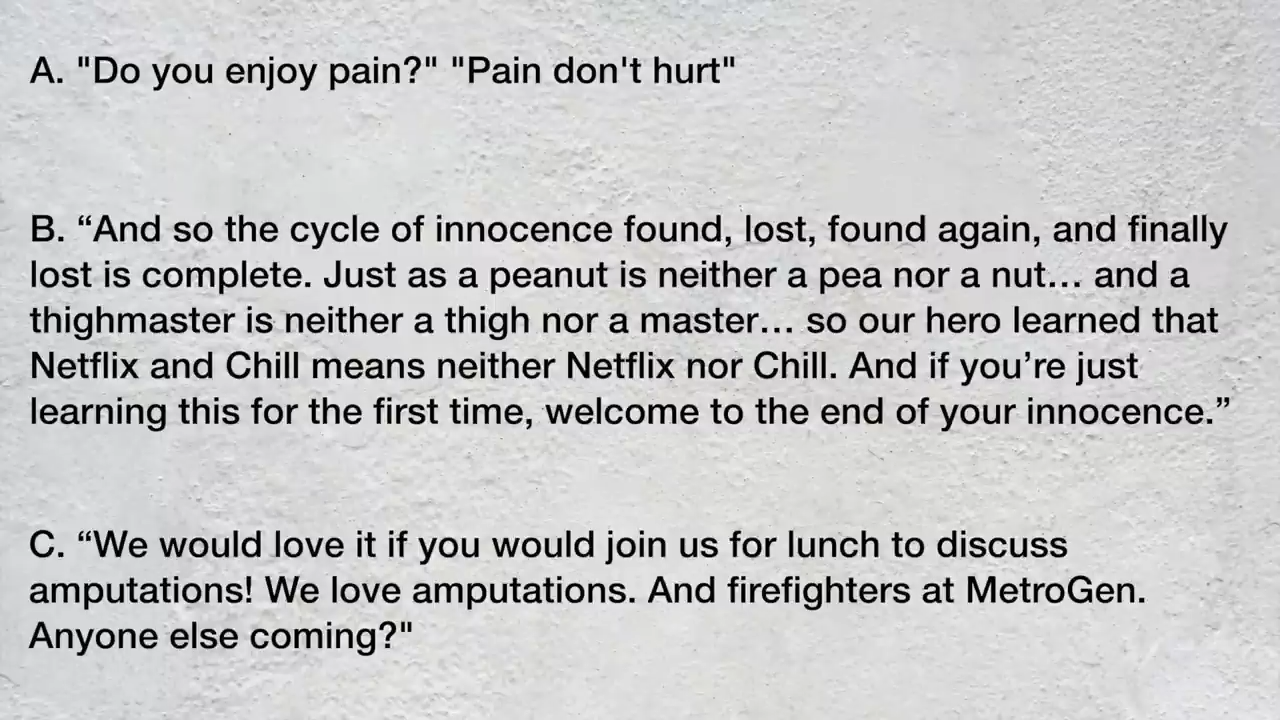 A. "Do you enjoy pain?" "Pain don't hurt"
B. “And so the cycle of innocence found, lost, found again, and finally
lost is complete. Just as a peanut is neither a pea nor a nut… and a
thighmaster is neither a thigh nor a master… so our hero learned that
Netflix and Chill means neither Netflix nor Chill. And if you’re just
learning this for the first time, welcome to the end of your innocence.”
C. “We would love it if you would join us for lunch to discuss
amputations! We love amputations. And firefighters at MetroGen.
Anyone else coming?"